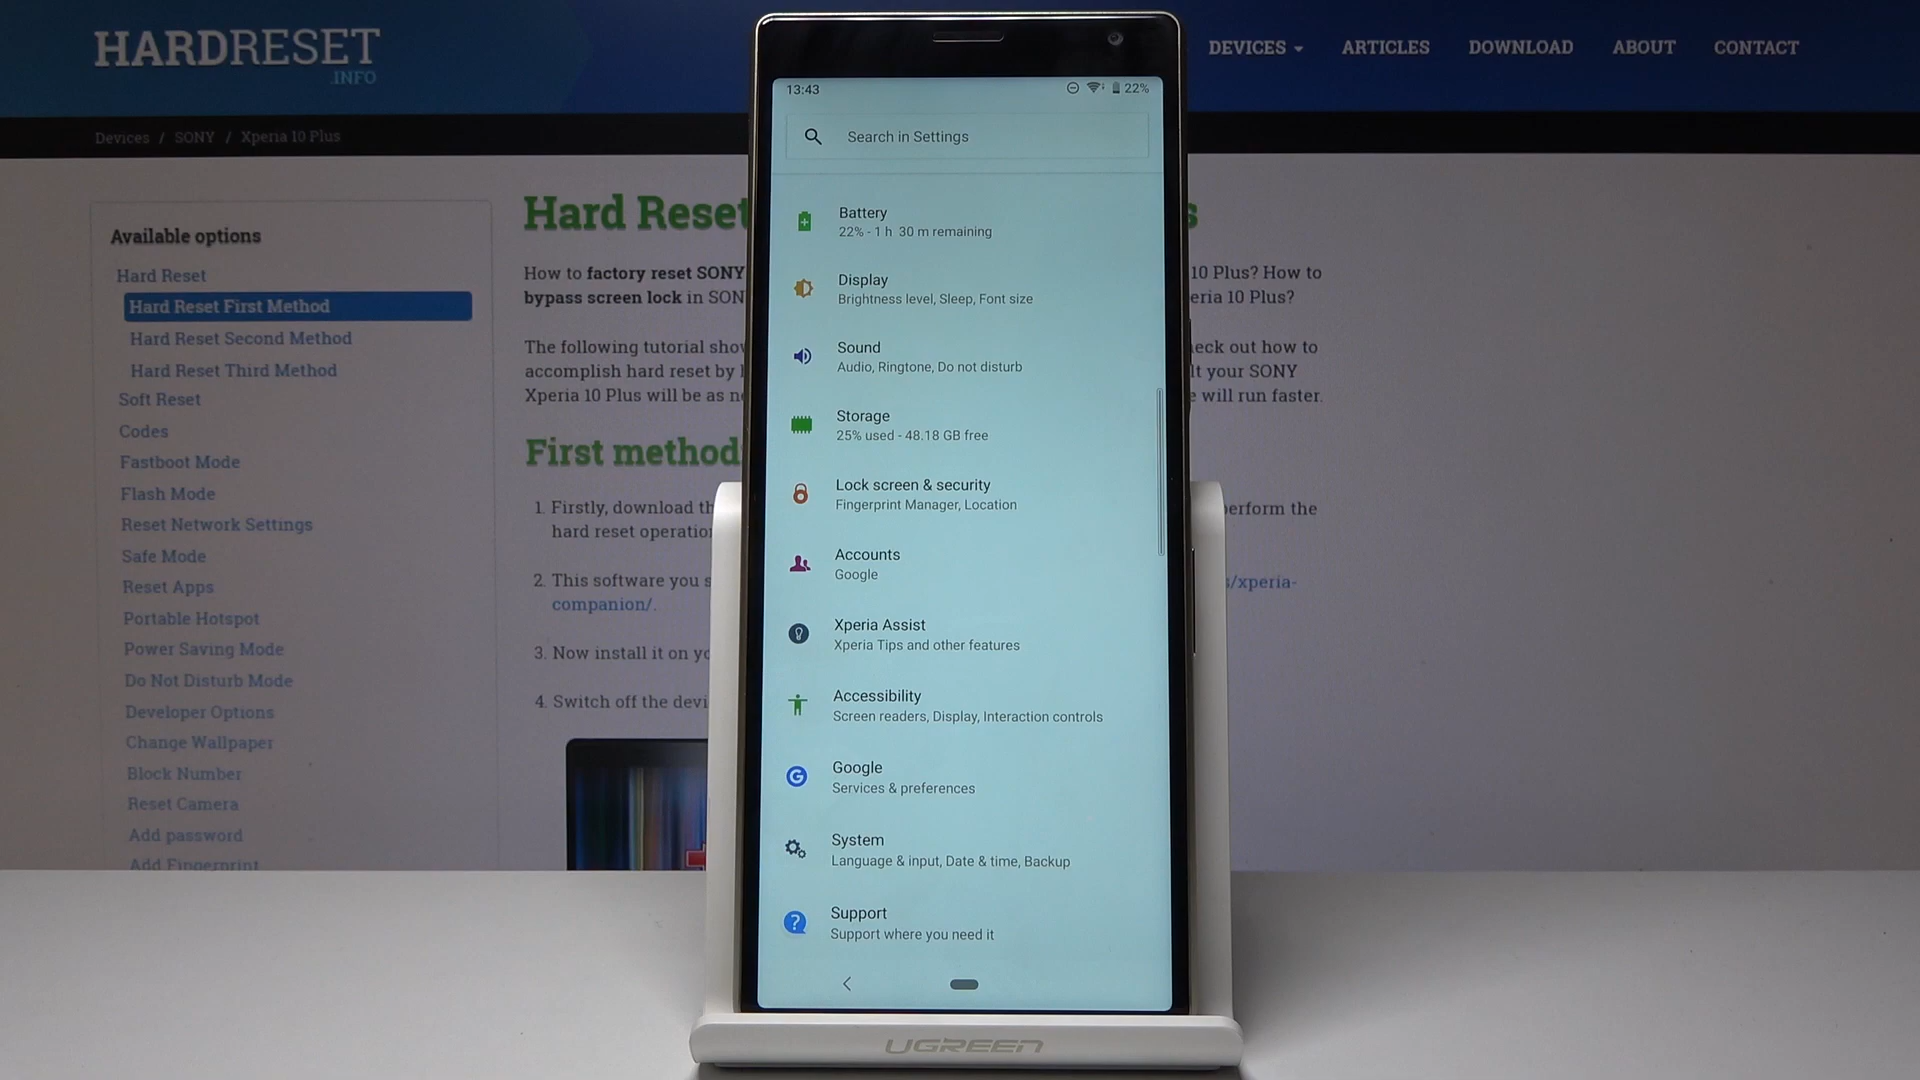 HARDRESET
.INFO
DEVICES
ARTICLES
DOWNLOAD
ABOUT
CONTACT
Devices / SONY / Xperia 10 Plus
Available options
Hard Reset
Hard Reset First Method
Hard Reset Second Method
Hard Reset Third Method
Soft Reset
Codes
Fastboot Mode
Flash Mode
Reset Network Settings
Safe Mode
Reset Apps
Portable Hotspot
Power Saving Mode
Do Not Disturb Mode
Developer Options
Change Wallpaper
Block Number
Reset Camera
Add password
Add Fingerprint
Hard Reset
How to factory reset SONY
bypass screen lock in SON
The following tutorial show
accomplish hard reset by
Xperia 10 Plus will be as
First method
1. Firstly, download
hard reset
2. This software you
companion/.
3. Now install it on
4. Switch off the
13:43
22%
Search in Settings
Battery
22% - 1 h 30 m remaining
Display
Brightness level, Sleep, Font size
Sound
Audio, Ringtone, Do not disturb
Storage
25% used - 48.18 GB free
Lock screen & security
Fingerprint Manager, Location
Accounts
Google
Xperia Assist
Xperia Tips and other features
Accessibility
Screen readers, Display, Interaction controls
Google
Services & preferences
System
Language & input, Date & time, Backup
Support
Support where you need it
s
10 Plus? How to
eria 10 Plus?
eck out how to
lt your SONY
e will run faster.
perform the
s/xperia-
UGREEN